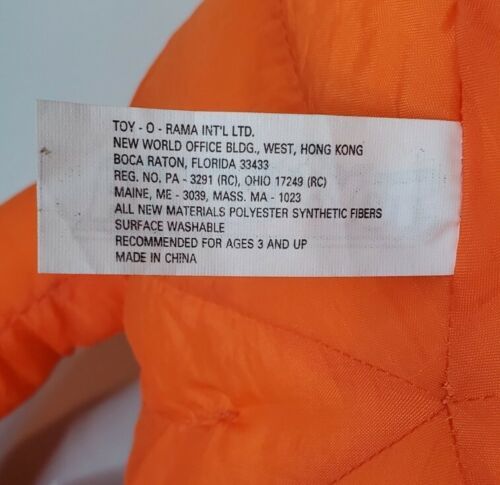 TOY - O - RAMA INT'L LTD.
NEW WORLD OFFICE BLDG., WEST, HONG KONG
BOCA RATON, FLORIDA 33433
REG. NO. PA - 3291 (RC), OHIO 17249 (RC)
MAINE, ME - 3039, MASS. MA - 1023
ALL NEW MATERIALS POLYESTER SYNTHETIC FIBERS
SURFACE WASHABLE
RECOMMENDED FOR AGES 3 AND UP
MADE IN CHINA